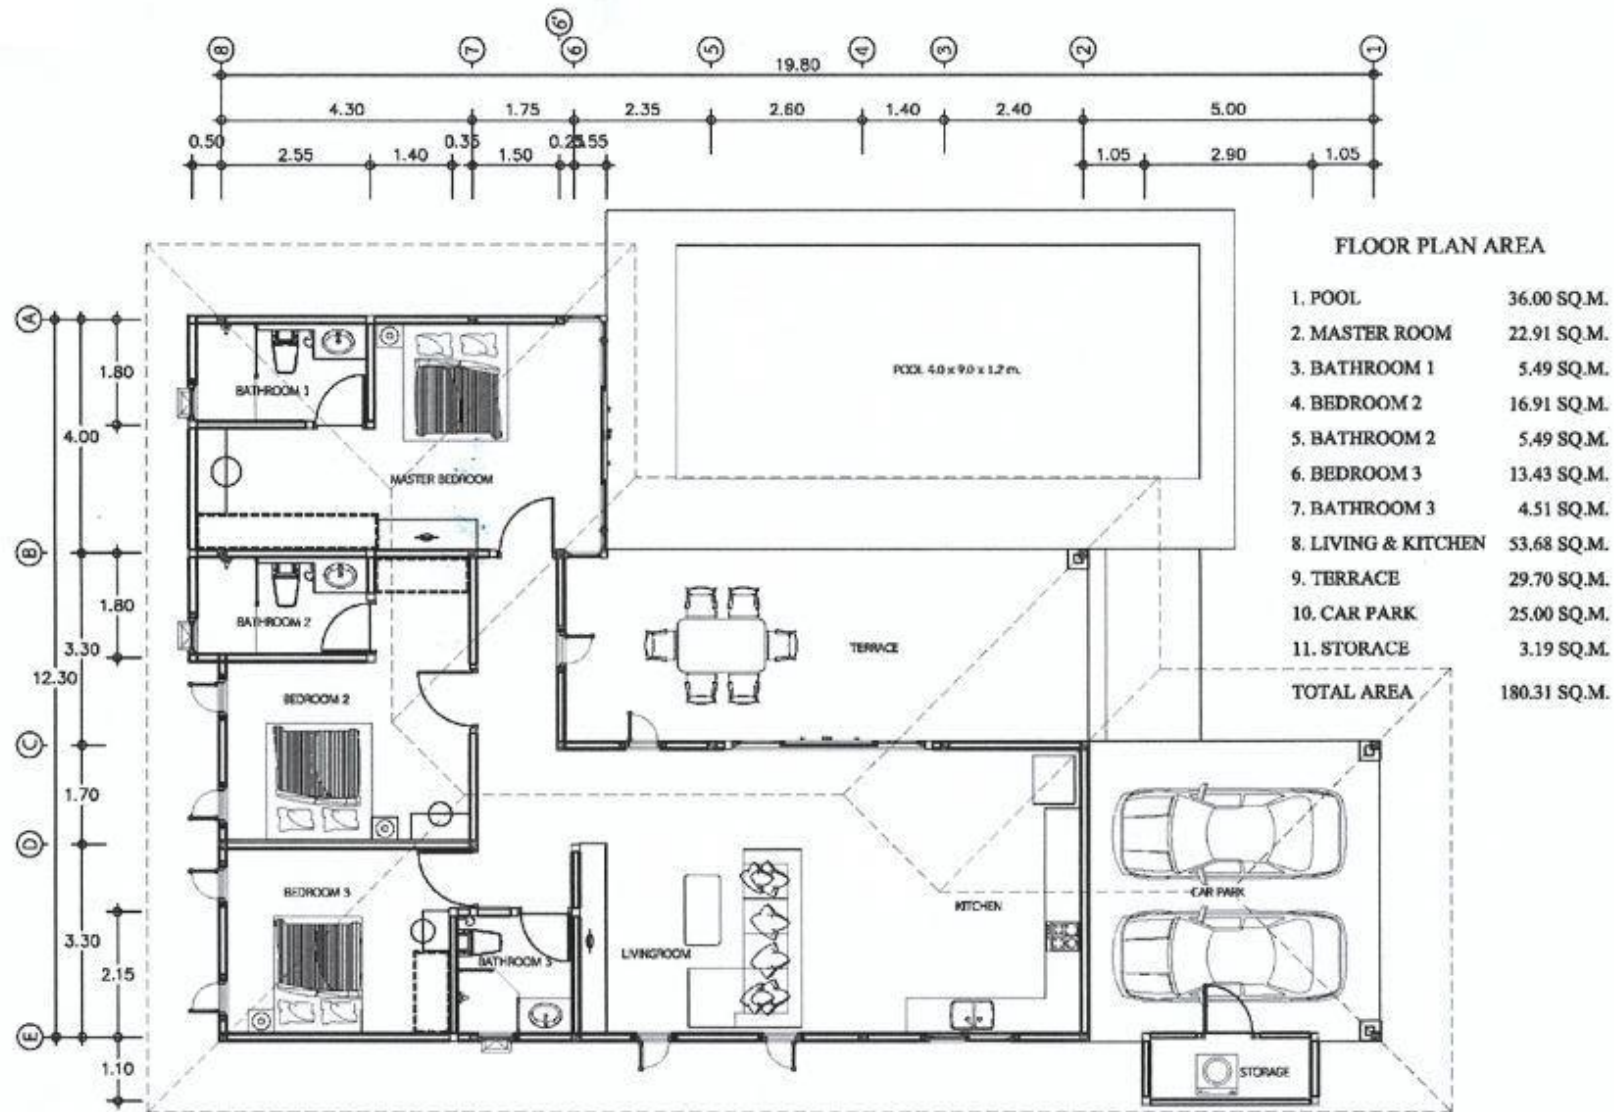 6'
8 7 6 5 4 3 2 1
19.80
4.30 1.75 2.35 2.60 1.40 2.40 5.00
0.50 2.55 1.40 0.35 1.50 0.25 .55 1.05 2.90 1.05
FLOOR PLAN AREA
1. POOL 36.00 SQ.M.
2. MASTER ROOM 22.91 SQ.M.
3. BATHROOM 1 5.49 SQ.M.
4. BEDROOM 2 16.91 SQ.M.
5. BATHROOM 2 5.49 SQ.M.
6. BEDROOM 3 13.43 SQ.M.
7. BATHROOM 3 4.51 SQ.M.
8. LIVING & KITCHEN 53.68 SQ.M.
9. TERRACE 29.70 SQ.M.
10. CAR PARK 25.00 SQ.M.
11. STORACE 3.19 SQ.M.
TOTAL AREA 180.31 SQ.M.
A
1.80
4.00
B
1.80
3.30
12.30
C
1.70
D
3.30
2.15
E
1.10
BATHROOM 1
POOL 4.0 x 9.0 x 1.2 m.
MASTER BEDROOM
BATHROOM 2
TERRACE
BEDROOM 2
BEDROOM 3
CAR PARK
KITCHEN
LIVINGROOM
BATHROOM 3
STORAGE